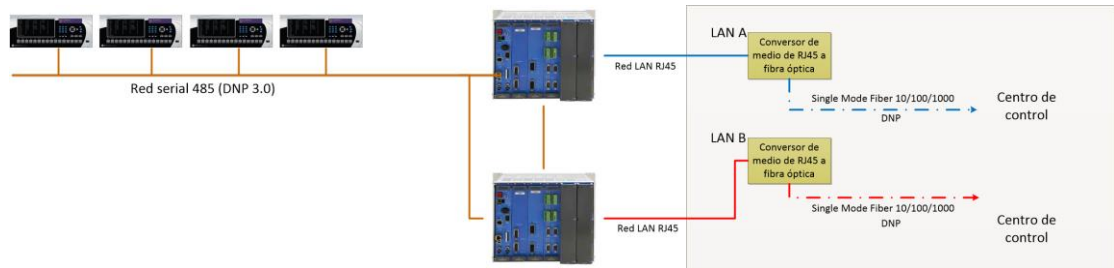 Red serial 485 (DNP 3.0)
Red LAN RJ45
LAN A
Conversor de
medio de RJ45 a
fibra óptica
Single Mode Fiber 10/100/1000
DNP
Centro de
control
LAN B
Conversor de
medio de RJ45 a
fibra óptica
Single Mode Fiber 10/100/1000
DNP
Red LAN RJ45
Centro de
control